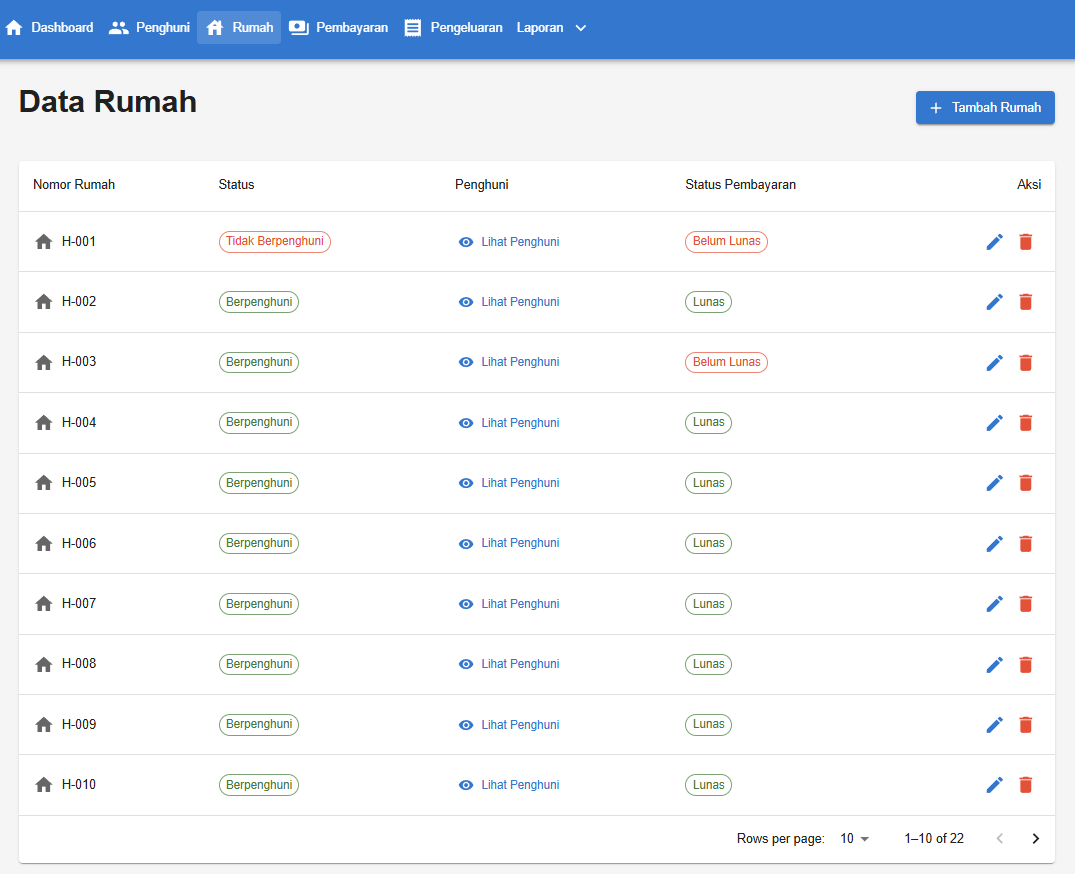 Dashboard Penghuni Rumah Pembayaran Pengeluaran Laporan
Data Rumah
+ Tambah Rumah
Nomor Rumah Status Penghuni Status Pembayaran Aksi
H-001 Tidak Berpenghuni Lihat Penghuni Belum Lunas
H-002 Berpenghuni Lihat Penghuni Lunas
H-003 Berpenghuni Lihat Penghuni Belum Lunas
H-004 Berpenghuni Lihat Penghuni Lunas
H-005 Berpenghuni Lihat Penghuni Lunas
H-006 Berpenghuni Lihat Penghuni Lunas
H-007 Berpenghuni Lihat Penghuni Lunas
H-008 Berpenghuni Lihat Penghuni Lunas
H-009 Berpenghuni Lihat Penghuni Lunas
H-010 Berpenghuni Lihat Penghuni Lunas
Rows per page: 10 1–10 of 22